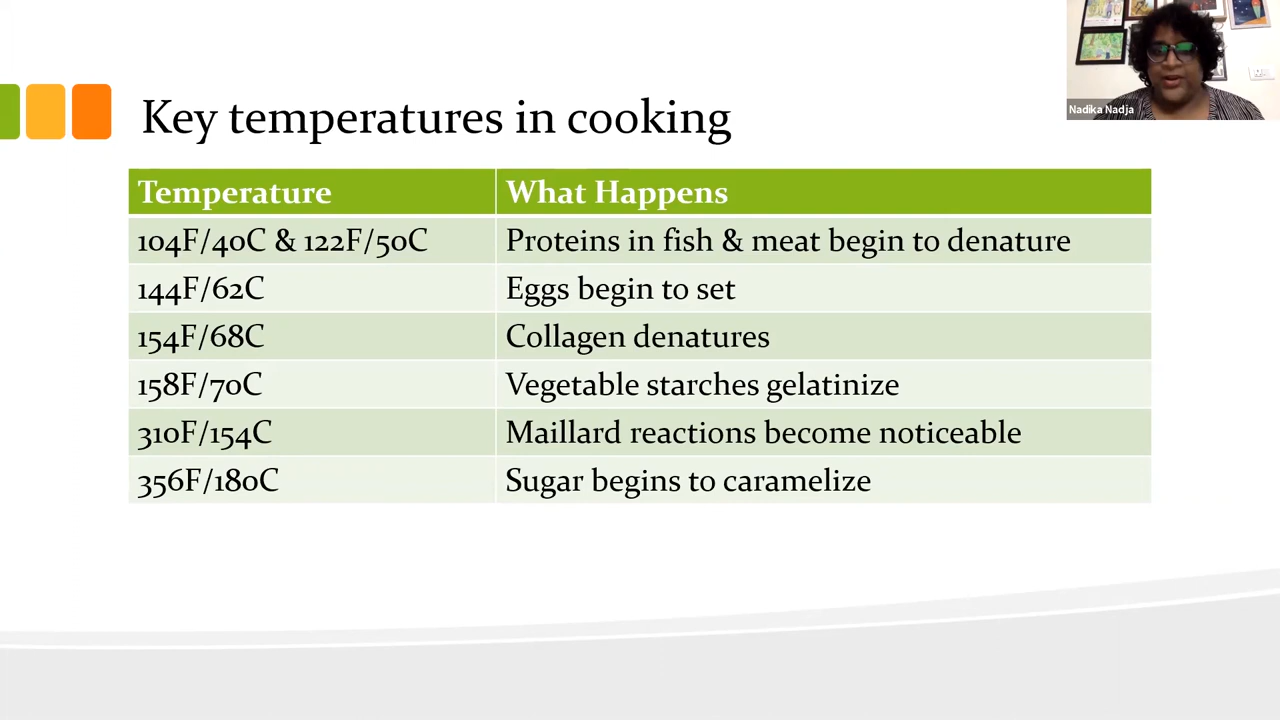 Nadika Nadja
Key temperatures in cooking
Temperature What Happens
104F/40C & 122F/50C Proteins in fish & meat begin to denature
144F/62C Eggs begin to set
154F/68C Collagen denatures
158F/70C Vegetable starches gelatinize
310F/154C Maillard reactions become noticeable
356F/180C Sugar begins to caramelize